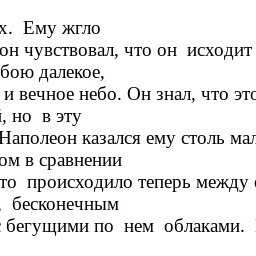 х. Ему жгло
он чувствовал, что он исходит
бою далекое,
и вечное небо. Он знал, что это
, но в эту
Наполеон казался ему столь мал
ом в сравнении
то происходило теперь между
, бесконечным
с бегущими по нем облаками.